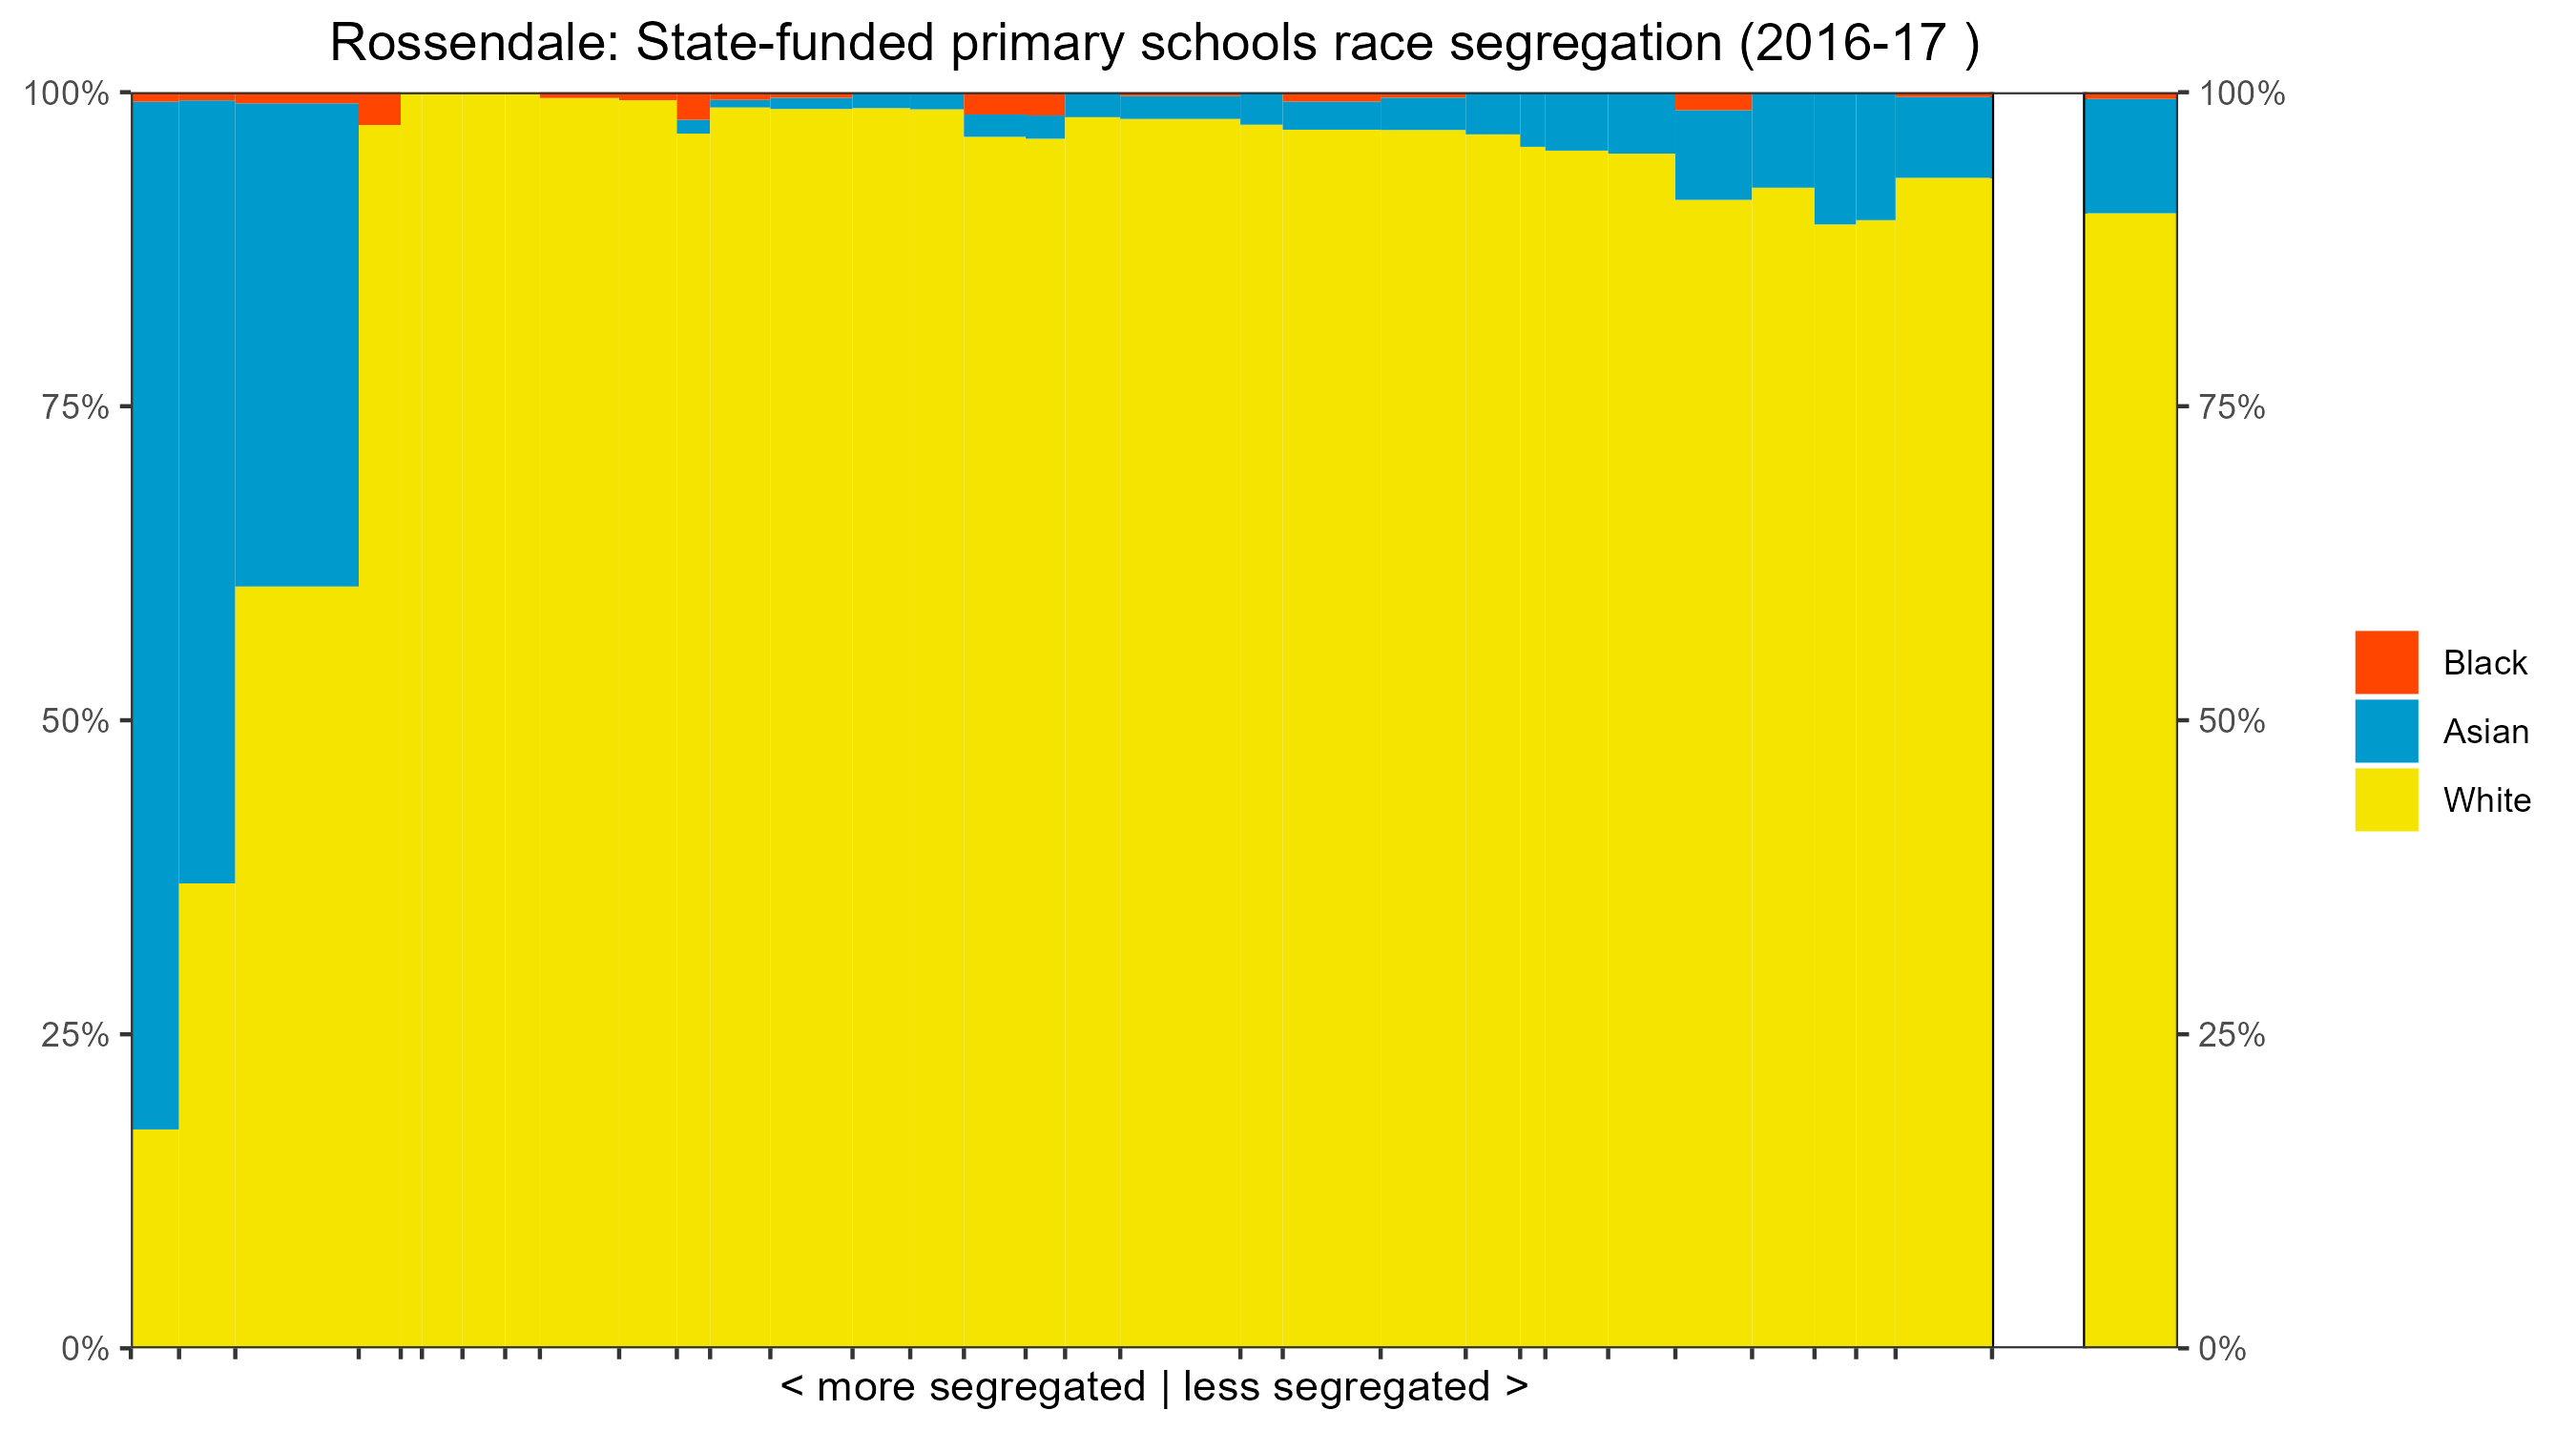 Rossendale: State-funded primary schools race segregation (2016-17 )
100%
75%
50%
25%
0%
100%
75%
50%
25%
0%
Black
Asian
White
< more segregated | less segregated >